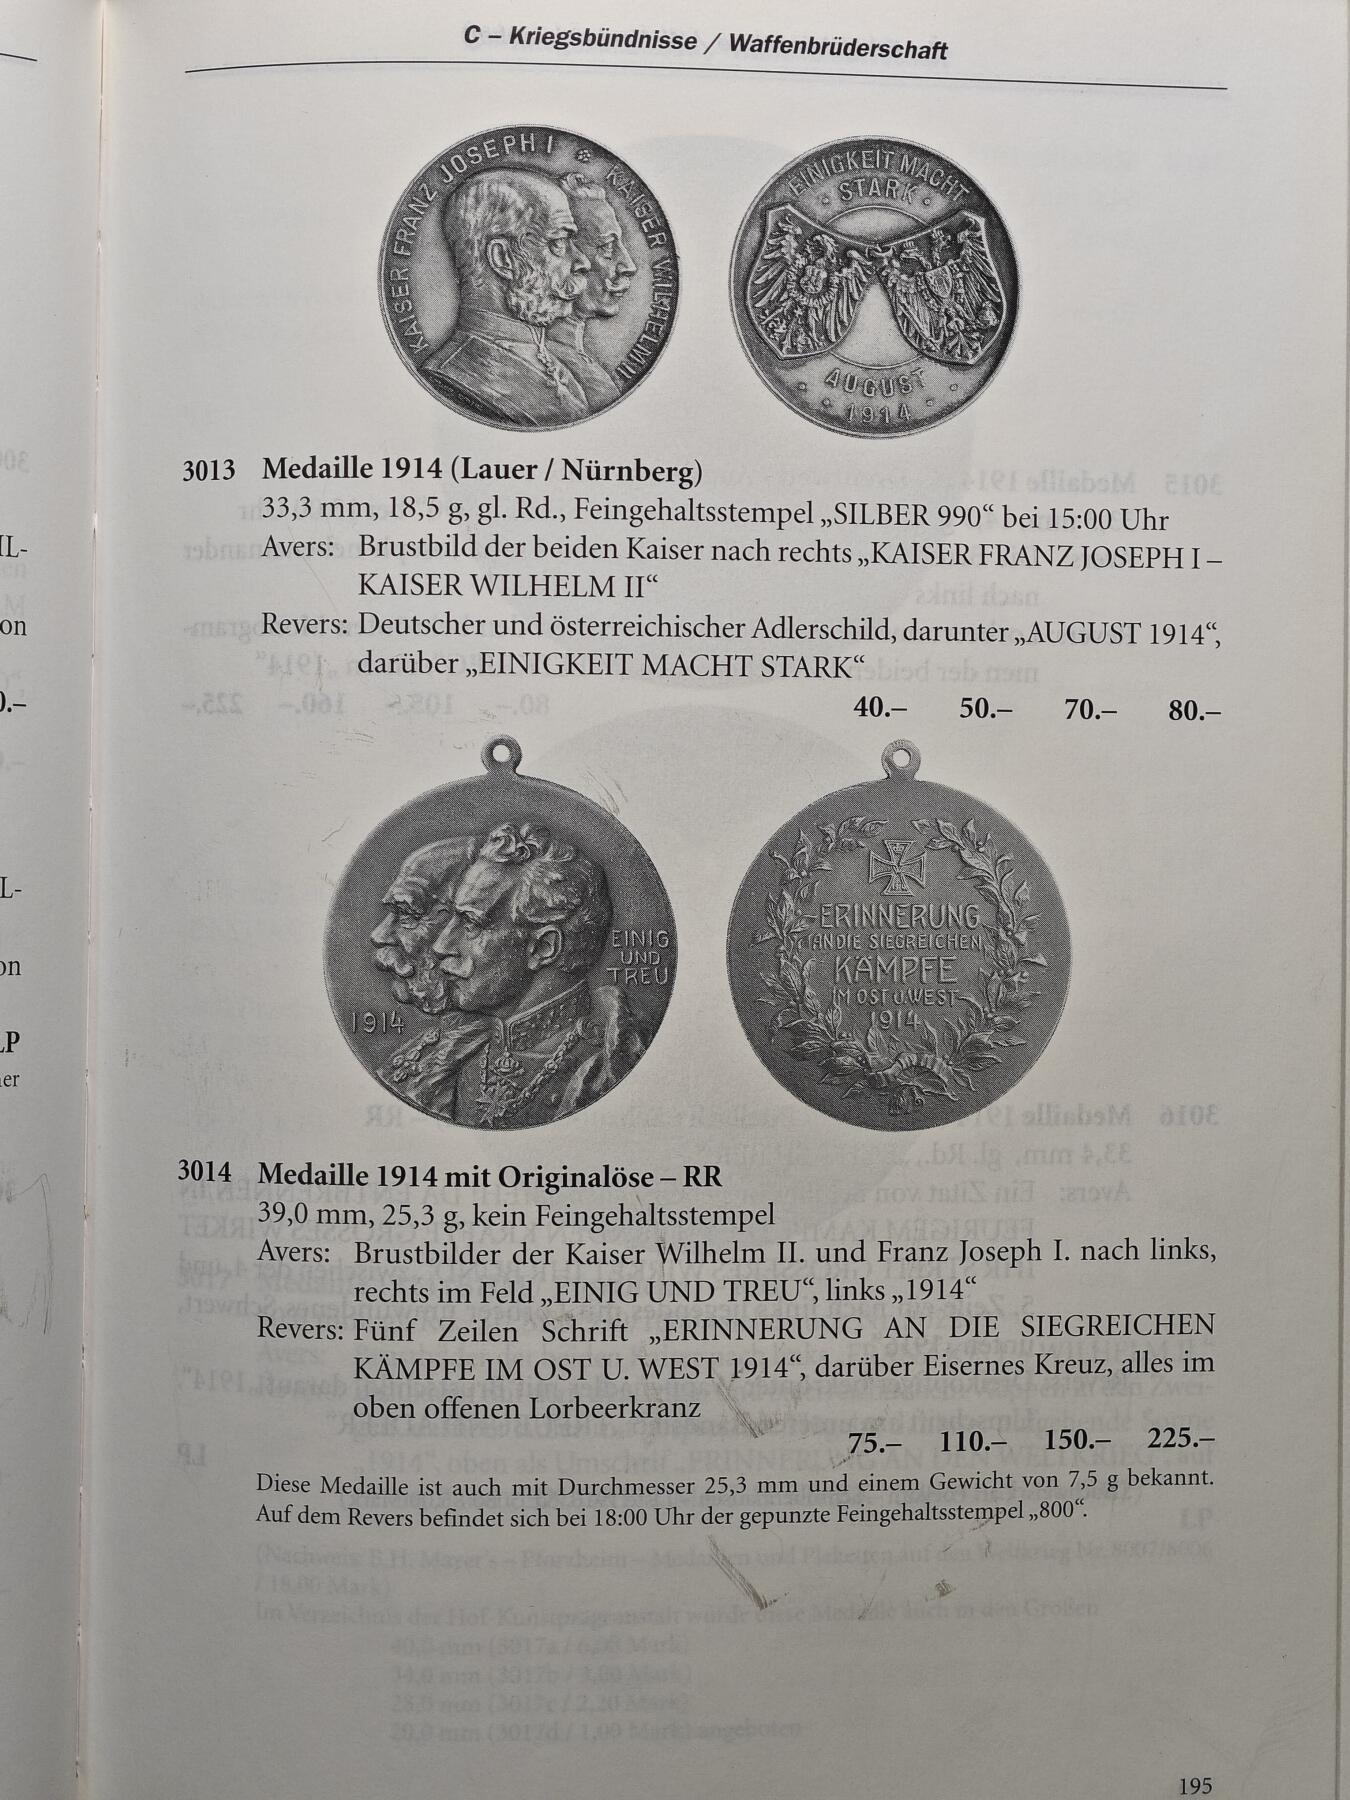 C – Kriegsbündnisse / Waffenbrüderschaft
KAISER FRANZ JOSEPH I KAISER WILHELM II
EINIGKEIT MACHT
STARK
AUGUST
1914
3013 Medaille 1914 (Lauer / Nürnberg)
33,3 mm, 18,5 g, gl. Rd., Feingehaltsstempel „SILBER 990“ bei 15:00 Uhr
Avers: Brustbild der beiden Kaiser nach rechts „KAISER FRANZ JOSEPH I –
KAISER WILHELM II“
Revers: Deutscher und österreichischer Adlerschild, darunter „AUGUST 1914“,
darüber „EINIGKEIT MACHT STARK“
40.– 50.– 70.– 80.–
EINIG
UND
TREU
1914
ERINNERUNG
AN DIE SIEGREICHEN
KÄMPFE
IM OST U. WEST
1914
3014 Medaille 1914 mit Originalöse – RR
39,0 mm, 25,3 g, kein Feingehaltsstempel
Avers: Brustbilder der Kaiser Wilhelm II. und Franz Joseph I. nach links,
rechts im Feld „EINIG UND TREU“, links „1914“
Revers: Fünf Zeilen Schrift „ERINNERUNG AN DIE SIEGREICHEN
KÄMPFE IM OST U. WEST 1914“, darüber Eisernes Kreuz, alles im
oben offenen Lorbeerkranz
75.– 110.– 150.– 225.–
Diese Medaille ist auch mit Durchmesser 25,3 mm und einem Gewicht von 7,5 g bekannt.
Auf dem Revers befindet sich bei 18:00 Uhr der gepunzte Feingehaltsstempel „800“.
195